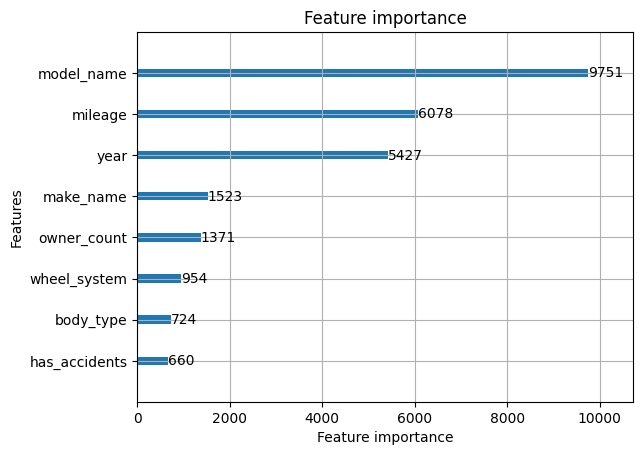 Feature importance
model_name 9751
mileage 6078
year 5427
make_name 1523
owner_count 1371
wheel_system 954
body_type 724
has_accidents 660
Features
0 2000 4000 6000 8000 10000
Feature importance